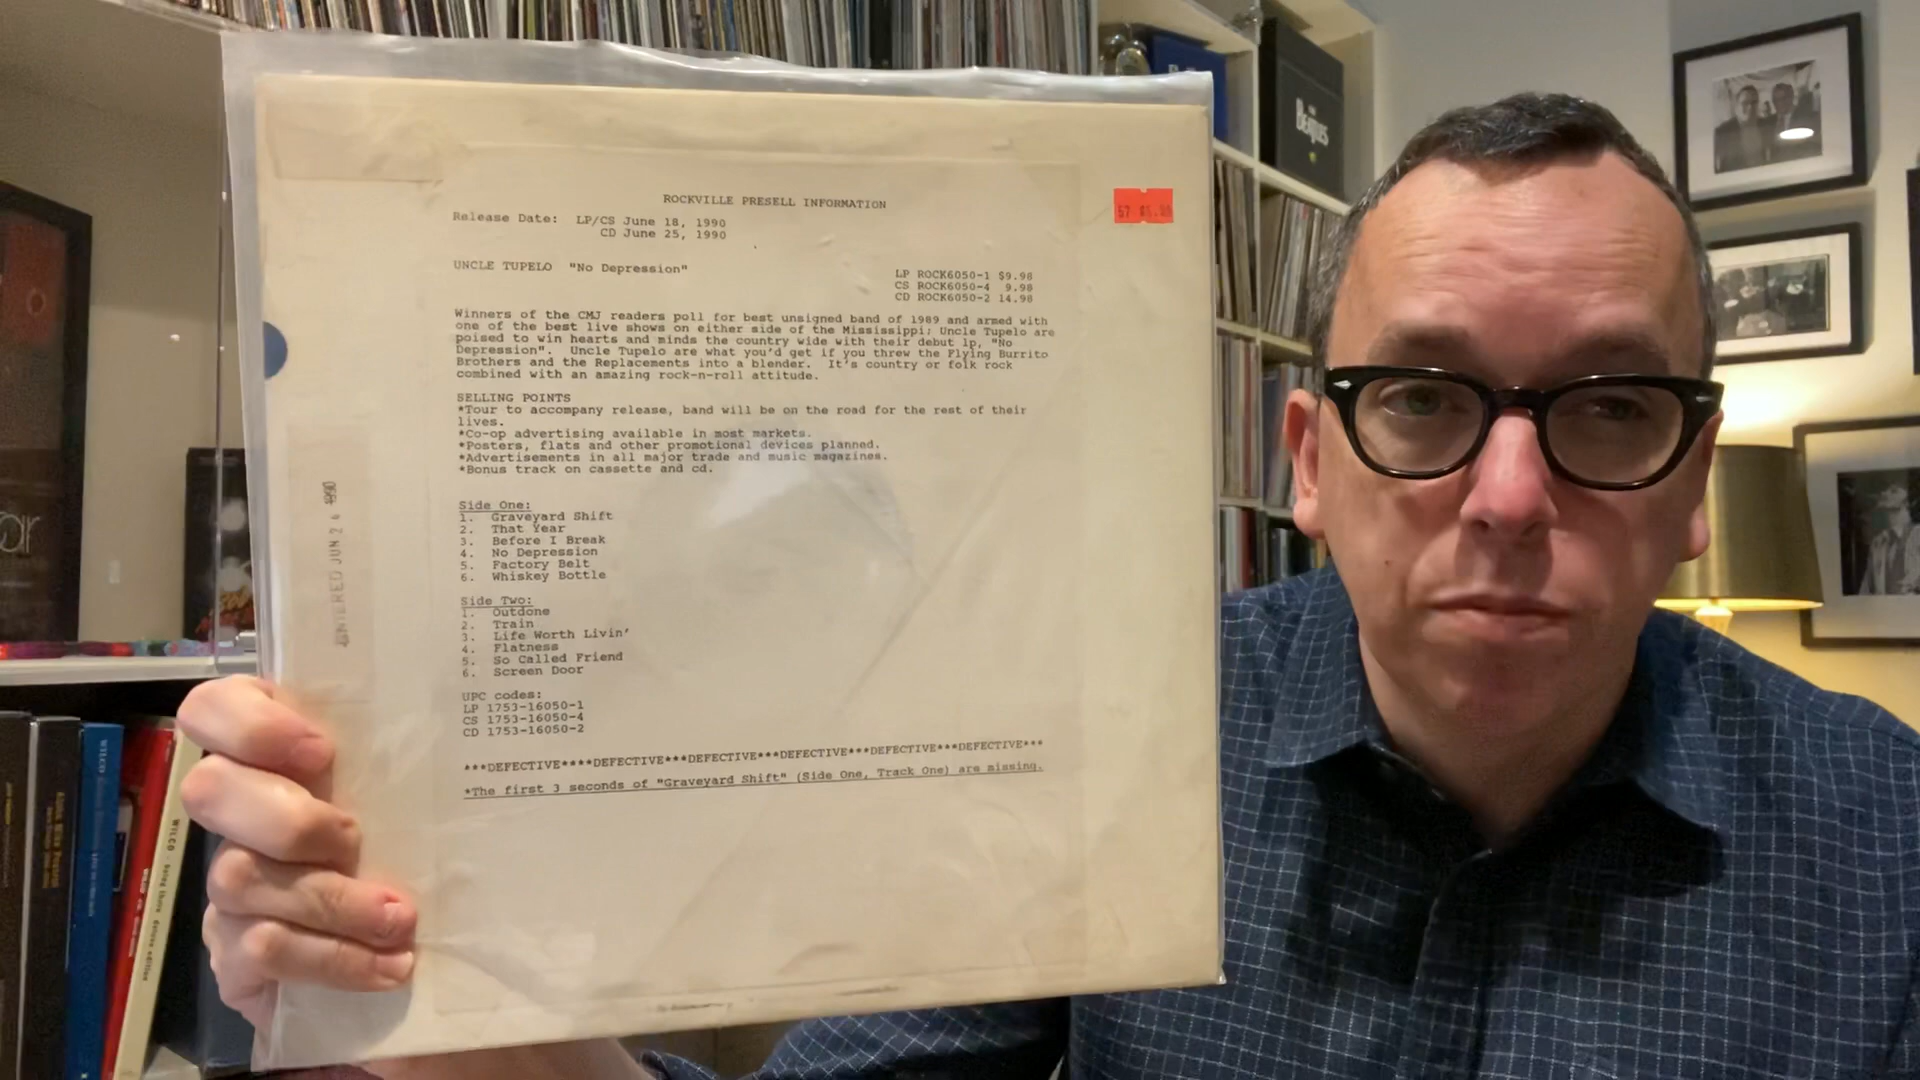 ROCKVILLE PRESELL INFORMATION
Release Date: LP/CS June 18, 1990
CD June 25, 1990
UNCLE TUPELO "No Depression"
LP ROCK6050-1 $9.98
CS ROCK6050-4 9.98
CD ROCK6050-2 14.98
Winners of the CMJ readers poll for best unsigned band of 1989 and armed with
one of the best live shows on either side of the Mississippi; Uncle Tupelo are
poised to win hearts and minds the country wide with their debut lp, "No
Depression". Uncle Tupelo are what you'd get if you threw the Flying Burrito
Brothers and the Replacements into a blender. It's country or folk rock
combined with an amazing rock-n-roll attitude.
SELLING POINTS
*Tour to accompany release, band will be on the road for the rest of their
lives.
*Co-op advertising available in most markets.
*Posters, flats and other promotional devices planned.
*Advertisements in all major trade and music magazines.
*Bonus track on cassette and cd.
Side One:
1. Graveyard Shift
2. That Year
3. Before I Break
4. No Depression
5. Factory Belt
6. Whiskey Bottle
Side Two:
1. Outdone
2. Train
3. Life Worth Livin'
4. Flatness
5. So Called Friend
6. Screen Door
UPC codes:
LP 1753-16050-1
CS 1753-16050-4
CD 1753-16050-2
***DEFECTIVE****DEFECTIVE***DEFECTIVE***DEFECTIVE***DEFECTIVE***DEFECTIVE***
*The first 3 seconds of "Graveyard Shift" (Side One, Track One) are missing.
ENTERED JUN 26 1990
Beatles
WILCO
WILCO - being there deluxe edition